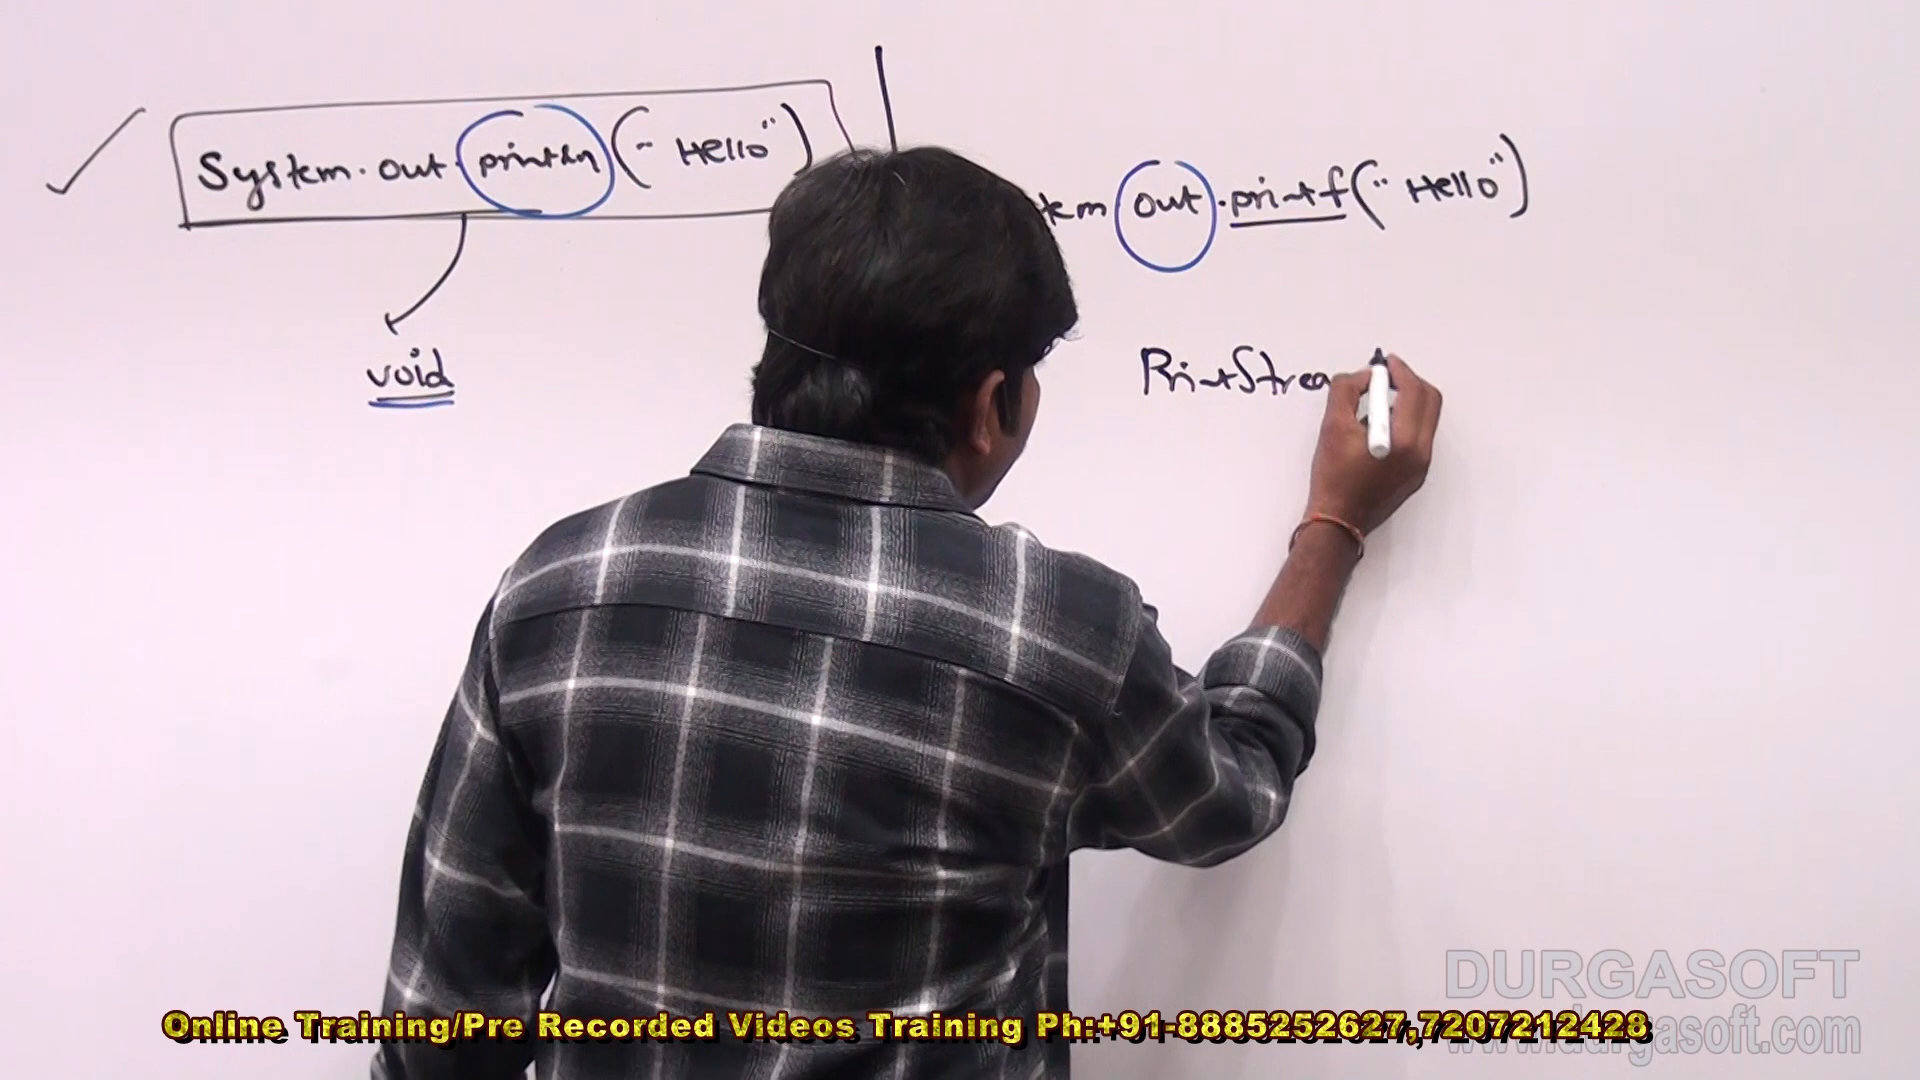 System.out.println("Hello")
tem out.printf("Hello")
void
PrintStrea
DURGASOFT
Online Training/Pre Recorded Videos Training Ph:+91-8885252627,7207212428
www.durgasoft.com